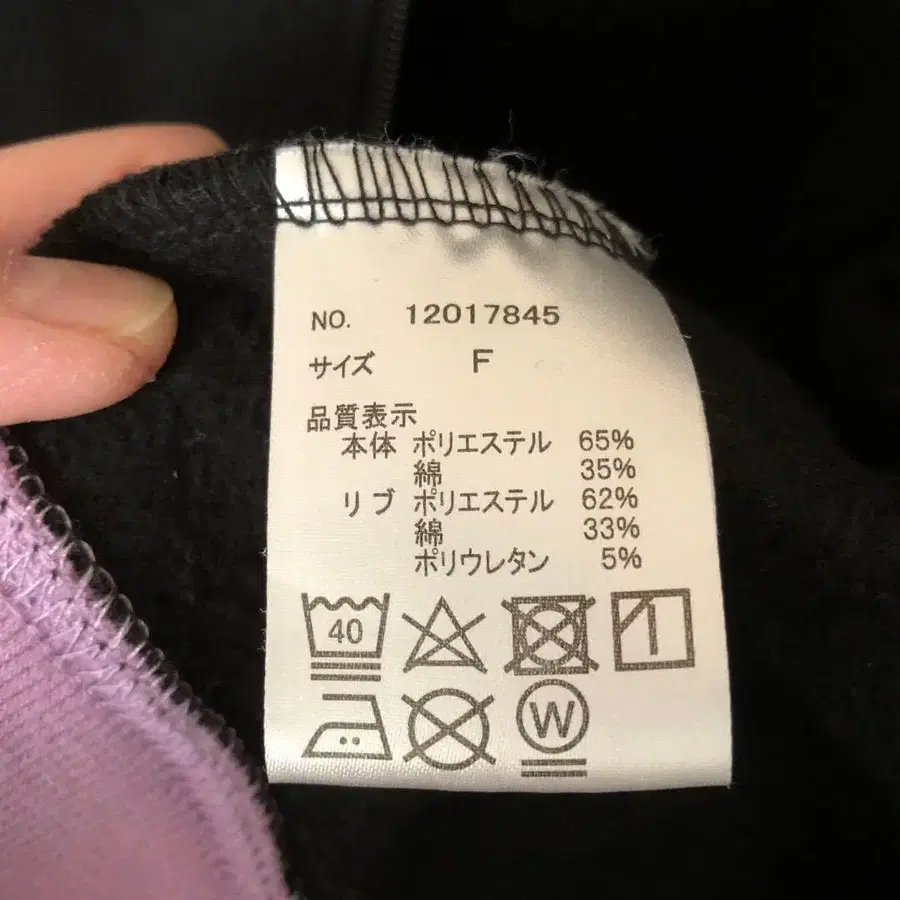 NO. 12017845
サイズ F
品質表示
本体 ポリエステル 65%
綿 35%
リブ ポリエステル 62%
綿 33%
ポリウレタン 5%
40
W